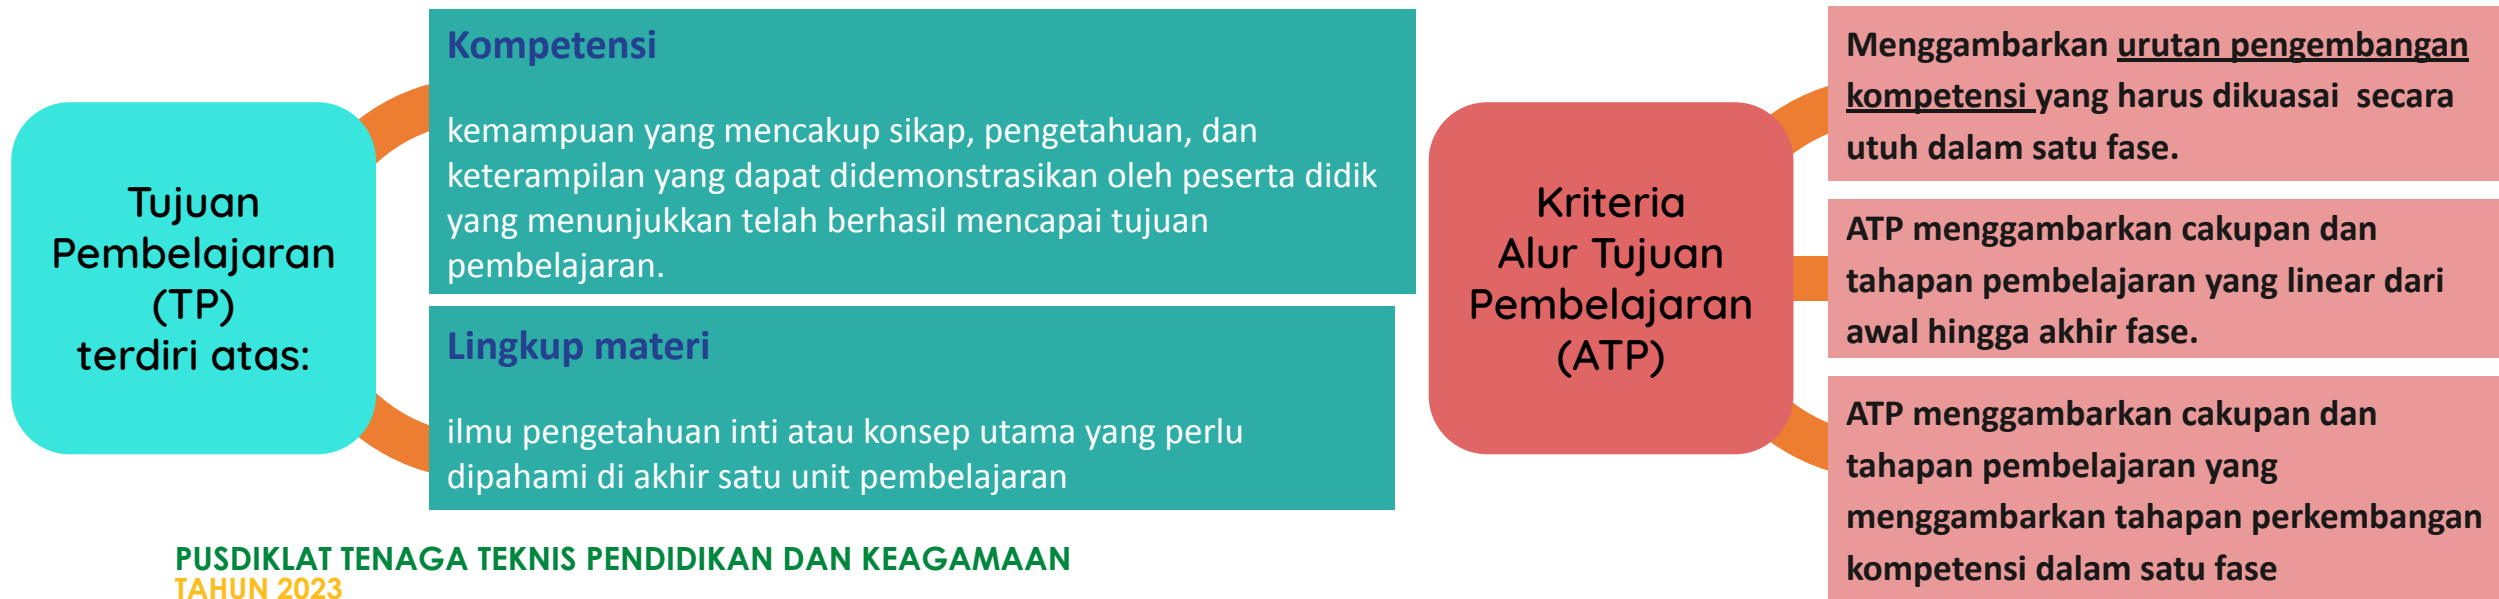 Tujuan
Pembelajaran
(TP)
terdiri atas:
Kompetensi
kemampuan yang mencakup sikap, pengetahuan, dan
keterampilan yang dapat didemonstrasikan oleh peserta didik
yang menunjukkan telah berhasil mencapai tujuan
pembelajaran.
Lingkup materi
ilmu pengetahuan inti atau konsep utama yang perlu
dipahami di akhir satu unit pembelajaran
Kriteria
Alur Tujuan
Pembelajaran
(ATP)
Menggambarkan urutan pengembangan
kompetensi yang harus dikuasai secara
utuh dalam satu fase.
ATP menggambarkan cakupan dan
tahapan pembelajaran yang linear dari
awal hingga akhir fase.
ATP menggambarkan cakupan dan
tahapan pembelajaran yang
menggambarkan tahapan perkembangan
kompetensi dalam satu fase
PUSDIKLAT TENAGA TEKNIS PENDIDIKAN DAN KEAGAMAAN
TAHUN 2023